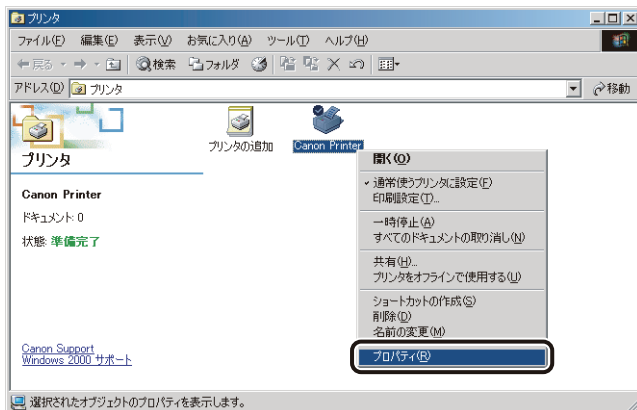 プリンタ
ファイル(F) 編集(E) 表示(V) お気に入り(A) ツール(T) ヘルプ(H)
戻る 検索 フォルダ
アドレス(D) プリンタ 移動
プリンタ
Canon Printer
ドキュメント: 0
状態: 準備完了
Canon Support
Windows 2000 サポート
プリンタの追加 Canon Printer
開く(O)
通常使うプリンタに設定(F)
印刷設定(T)...
一時停止(A)
すべてのドキュメントの取り消し(N)
共有(H)...
プリンタをオフラインで使用する(U)
ショートカットの作成(S)
削除(D)
名前の変更(M)
プロパティ(R)
選択されたオブジェクトのプロパティを表示します。